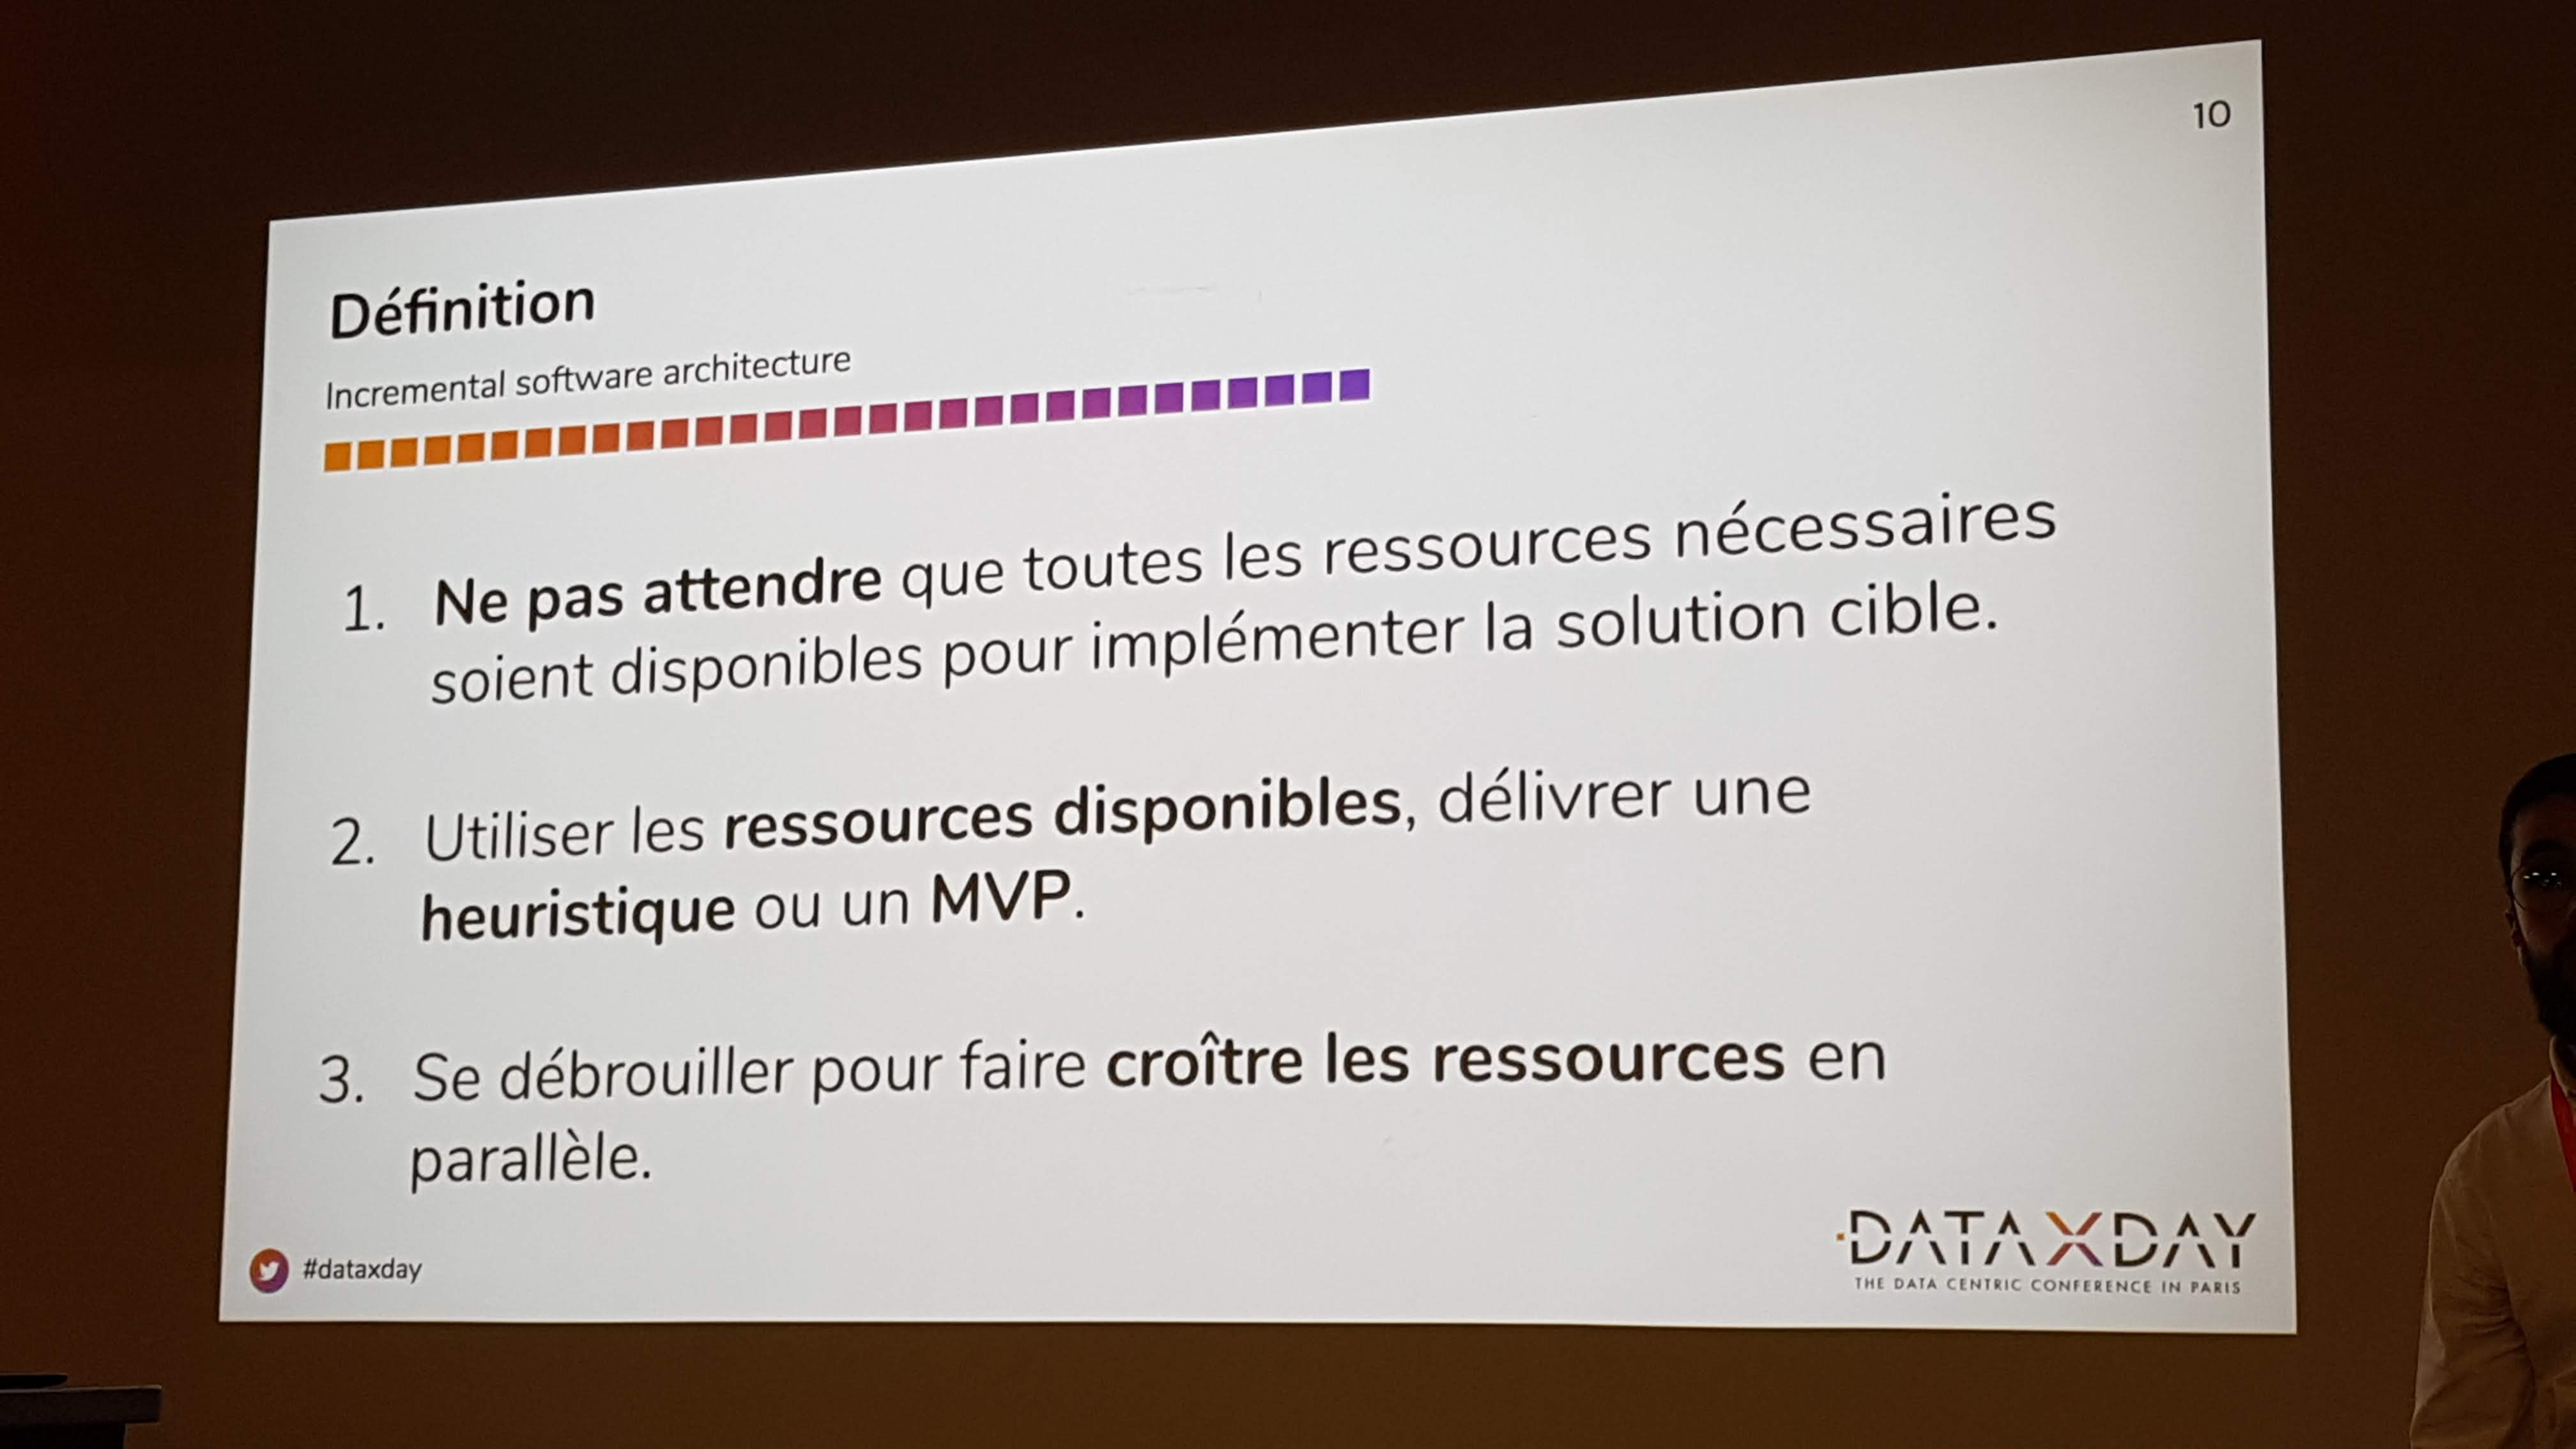 10
Définition
Incremental software architecture
1. Ne pas attendre que toutes les ressources nécessaires
soient disponibles pour implémenter la solution cible.
2. Utiliser les ressources disponibles, délivrer une
heuristique ou un MVP.
3. Se débrouiller pour faire croître les ressources en
parallèle.
#dataxday
DATAXDAY
THE DATA CENTRIC CONFERENCE IN PARIS